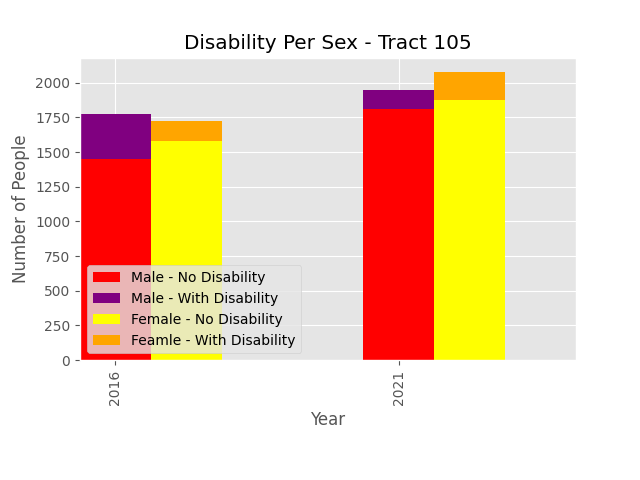 Disability Per Sex - Tract 105
Number of People
2000
1750
1500
1250
1000
750
500
250
0
Male - No Disability
Male - With Disability
Female - No Disability
Feamle - With Disability
2016
2021
Year